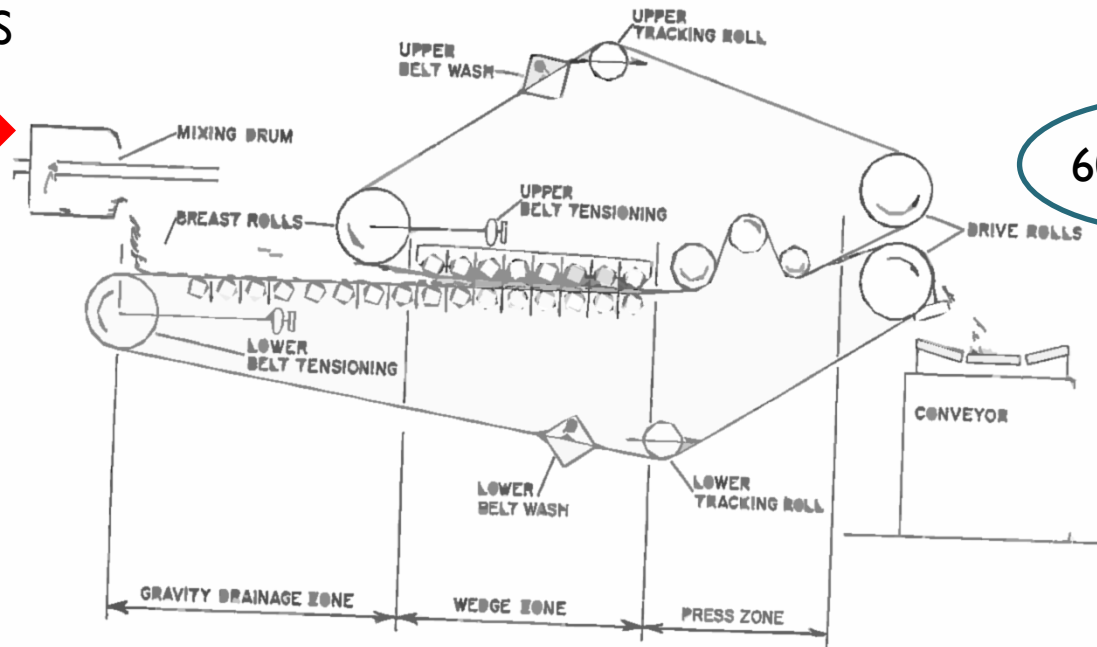 S
UPPER
TRACKING ROLL
UPPER
BELT WASH
MIXING DRUM
60
UPPER
BELT TENSIONING
BREAST ROLLS
DRIVE ROLLS
LOWER
BELT TENSIONING
CONVEYOR
LOWER
BELT WASH
LOWER
TRACKING ROLL
GRAVITY DRAINAGE ZONE
WEDGE ZONE
PRESS ZONE